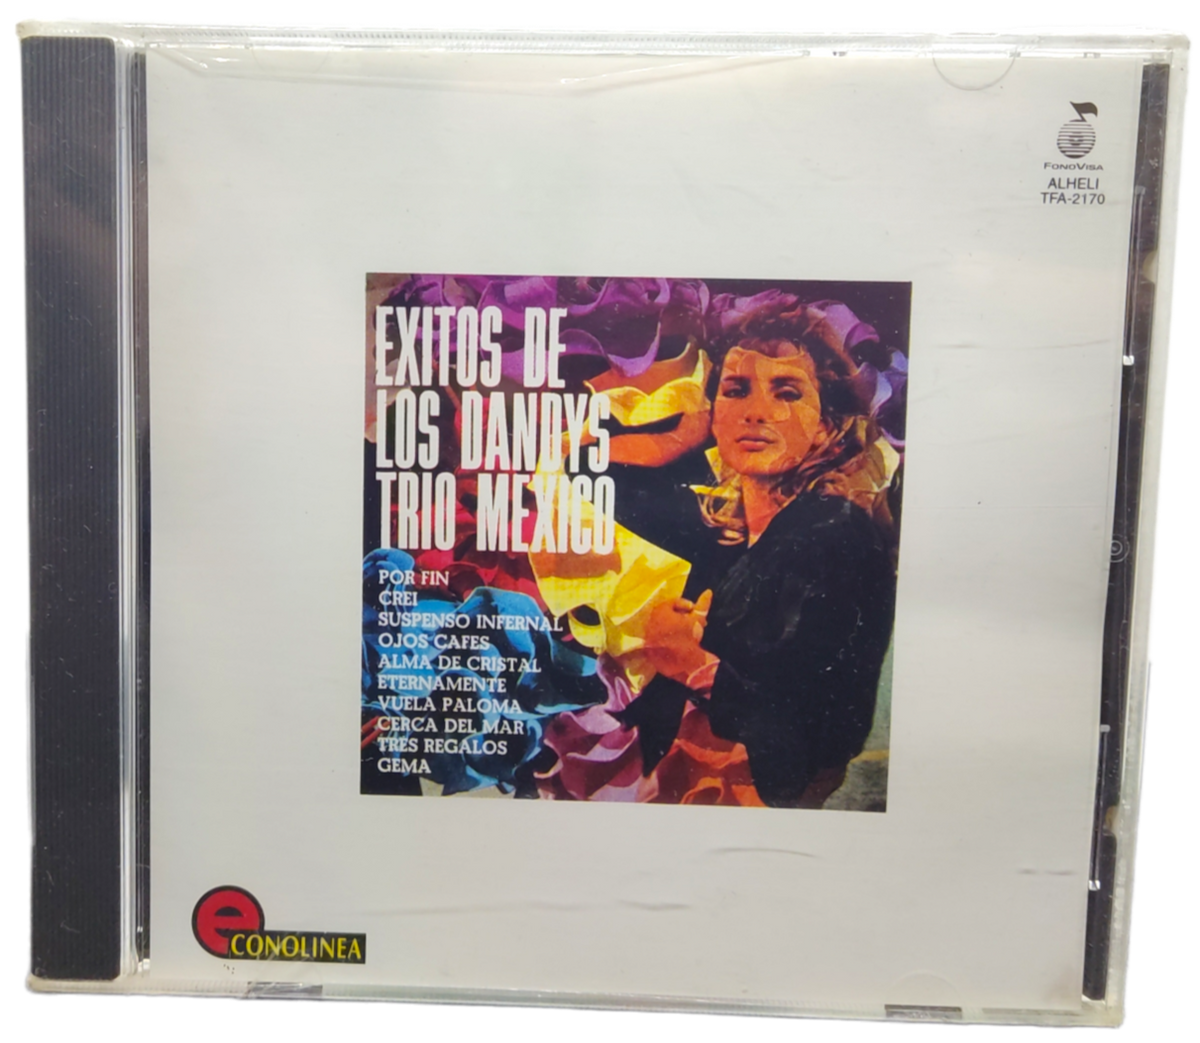 FONOVISA
ALHELI
TFA-2170
EXITOS DE
LOS DANDYS
TRIO MEXICO
POR FIN
CREI
SUSPENSO INFERNAL
OJOS CAFES
ALMA DE CRISTAL
ETERNAMENTE
VUELA PALOMA
CERCA DEL MAR
TRES REGALOS
GEMA
eCONOLINEA